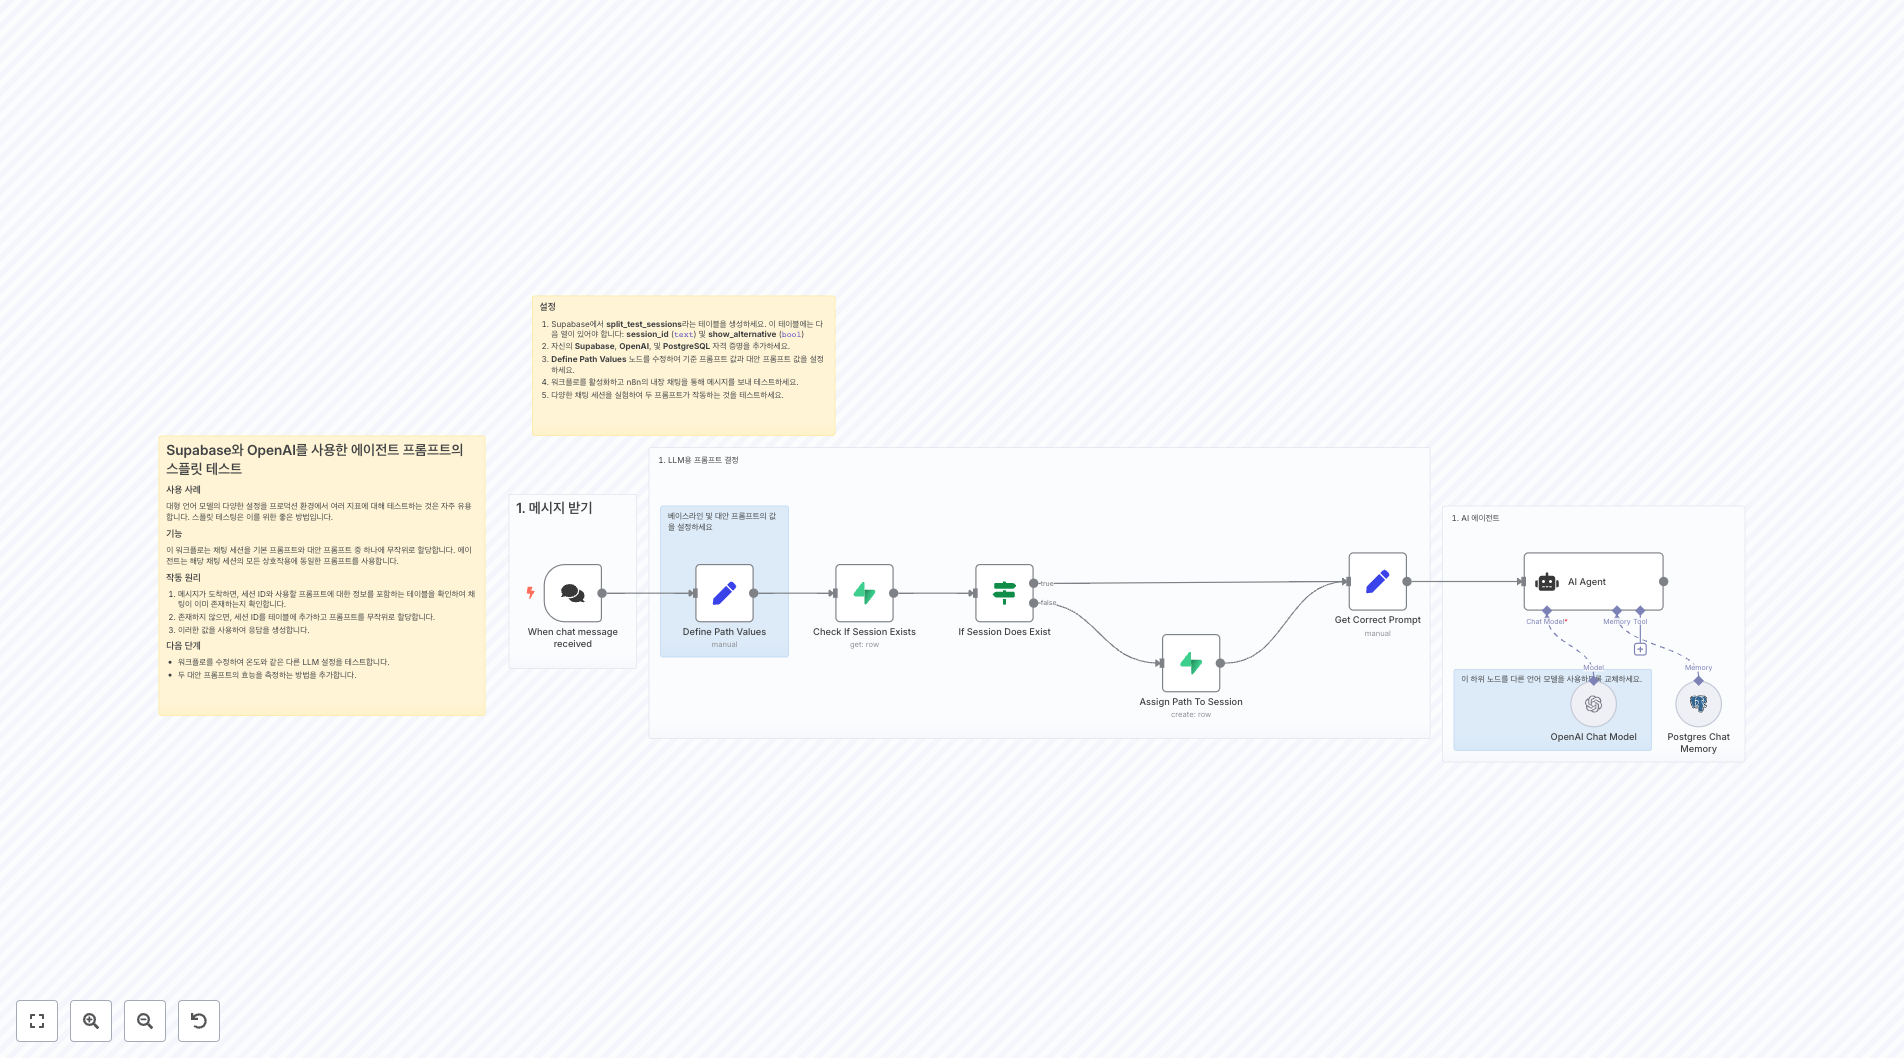 설정
1. Supabase에서 split_test_sessions라는 테이블을 생성하세요. 이 테이블에는 다
음 열이 있어야 합니다: session_id (text) 및 show_alternative (bool)
2. 자신의 Supabase, OpenAI, 및 PostgreSQL 자격 증명을 추가하세요.
3. Define Path Values 노드를 수정하여 기준 프롬프트 값과 대안 프롬프트 값을 설정
하세요.
4. 워크플로를 활성화하고 n8n의 내장 채팅을 통해 메시지를 보내 테스트하세요.
5. 다양한 채팅 세션을 실험하여 두 프롬프트가 작동하는 것을 테스트하세요.
Supabase와 OpenAI를 사용한 에이전트 프롬프트의
스플릿 테스트
사용 사례
대형 언어 모델의 다양한 설정을 프로덕션 환경에서 여러 지표에 대해 테스트하는 것은 자주 유용
합니다. 스플릿 테스팅은 이를 위한 좋은 방법입니다.
기능
이 워크플로는 채팅 세션을 기본 프롬프트와 대안 프롬프트 중 하나에 무작위로 할당합니다. 에이
전트는 해당 채팅 세션의 모든 상호작용에 동일한 프롬프트를 사용합니다.
작동 원리
1. 메시지가 도착하면, 세션 ID와 사용할 프롬프트에 대한 정보를 포함하는 테이블을 확인하여 채
팅이 이미 존재하는지 확인합니다.
2. 존재하지 않으면, 세션 ID를 테이블에 추가하고 프롬프트를 무작위로 할당합니다.
3. 이러한 값을 사용하여 응답을 생성합니다.
다음 단계
• 워크플로를 수정하여 온도와 같은 다른 LLM 설정을 테스트합니다.
• 두 대안 프롬프트의 효능을 측정하는 방법을 추가합니다.
1. 메시지 받기
When chat message
received
1. LLM용 프롬프트 결정
베이스라인 및 대안 프롬프트의 값
을 설정하세요
Define Path Values
manual
Check If Session Exists
get: row
If Session Does Exist
true
false
Assign Path To Session
create: row
Get Correct Prompt
manual
1. AI 에이전트
AI Agent
Chat Model*
Memory
Tool
+
Model
Memory
이 하위 노드를 다른 언어 모델을 사용하도록 교체하세요.
OpenAI Chat Model
Postgres Chat
Memory